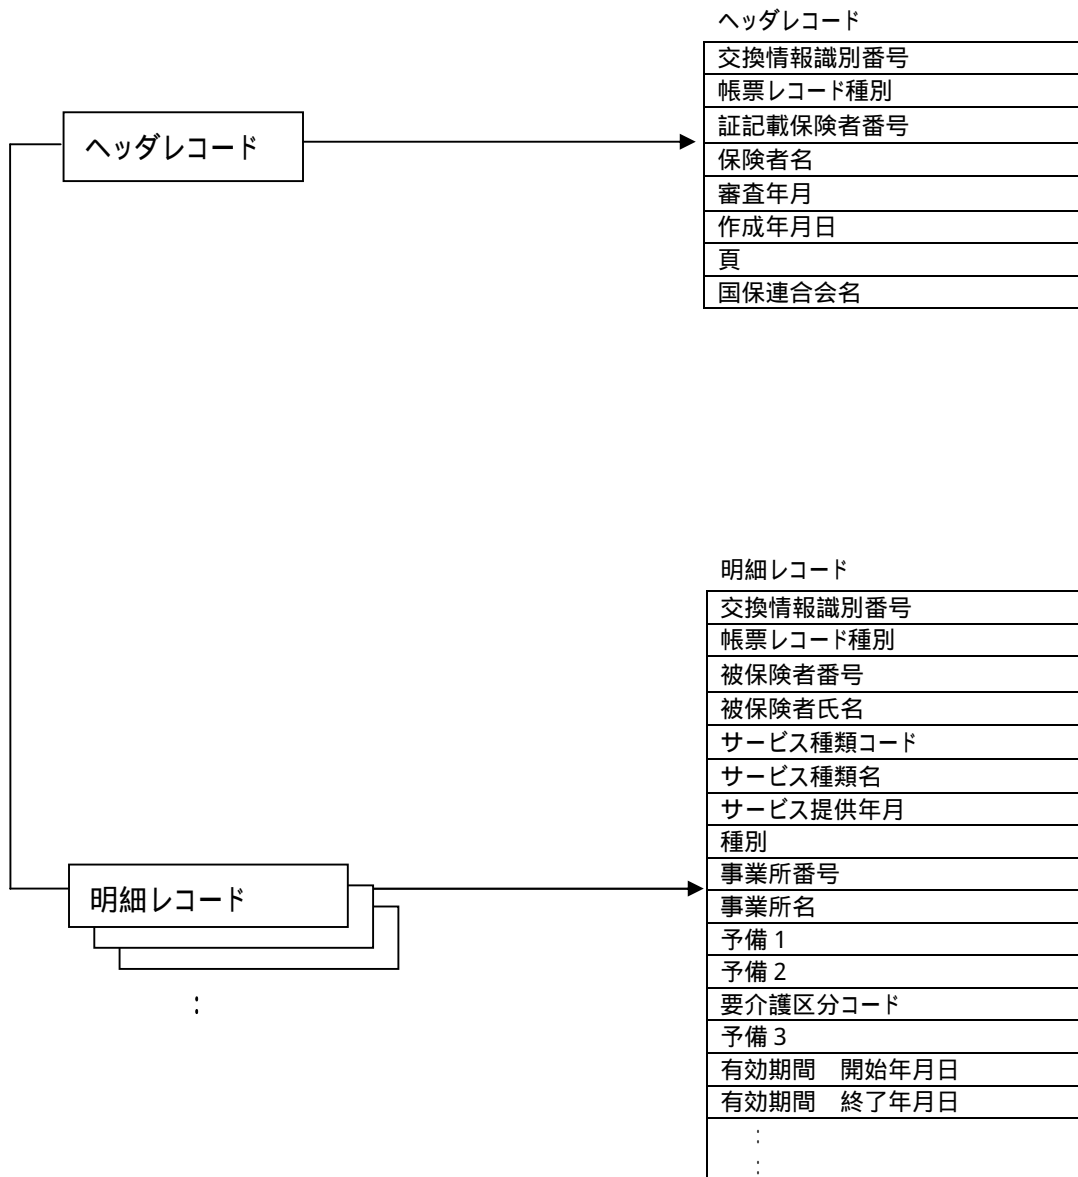 ヘッダレコード
交換情報識別番号
帳票レコード種別
証記載保険者番号
保険者名
審査年月
作成年月日
頁
国保連合会名
ヘッダレコード
明細レコード
交換情報識別番号
帳票レコード種別
被保険者番号
被保険者氏名
サービス種類コード
サービス種類名
サービス提供年月
種別
事業所番号
事業所名
予備 1
予備 2
要介護区分コード
予備 3
有効期間　開始年月日
有効期間　終了年月日
:
:
明細レコード
: